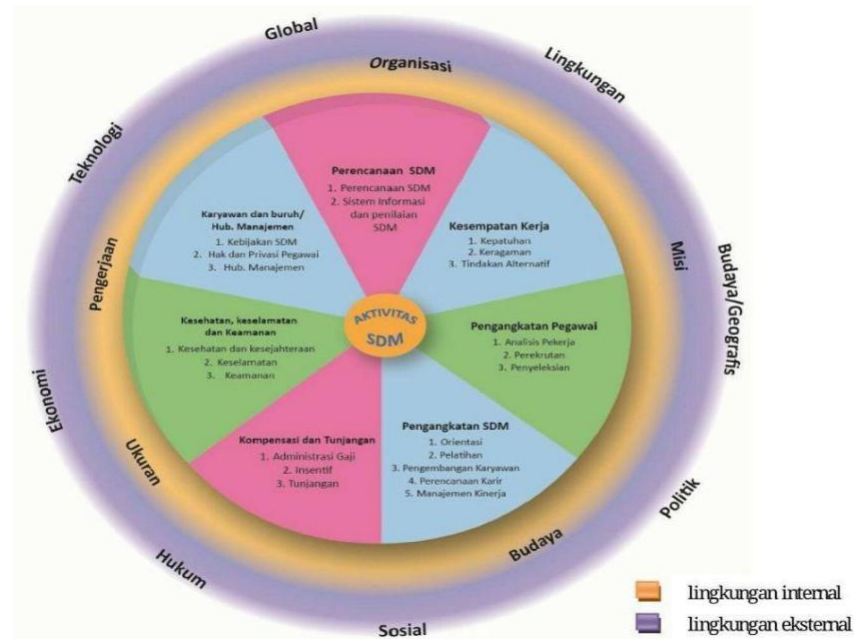 Global
Lingkungan
Organisasi
Teknologi
Perencanaan SDM
1. Perencanaan SDM
2. Sistem Informasi
dan penilaian
SDM
Karyawan dan buruh/
Hub. Manajemen
1. Kebijakan SDM
2. Hak dan Privasi Pegawai
3. Hub. Manajemen
Kesempatan Kerja
1. Kepatuhan
2. Keragaman
3. Tindakan Alternatif
Misi
Budaya/Geografis
Pengerjaan
AKTIVITAS
SDM
Kesehatan, keselamatan
dan Keamanan
1. Kesehatan dan kesejahteraan
2. Keselamatan
3. Keamanan
Pengangkatan Pegawai
1. Analisis Pekerja
2. Perekrutan
3. Penyeleksian
Ekonomi
Ukuran
Kompensasi dan Tunjangan
1. Administrasi Gaji
2. Insentif
3. Tunjangan
Pengangkatan SDM
1. Orientasi
2. Pelatihan
3. Pengembangan Karyawan
4. Perencanaan Karir
5. Manajemen Kinerja
Politik
Budaya
Hukum
Sosial
lingkungan internal
lingkungan eksternal